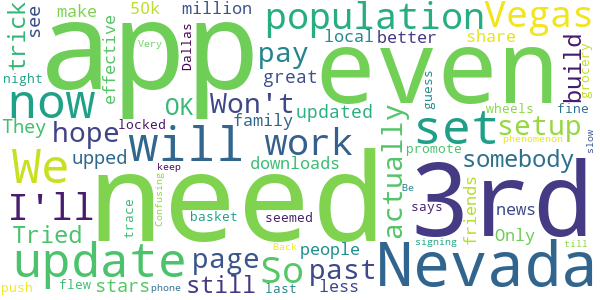 make 50k million see local better Vegas
app even population
trick effective Dallas share
night Very pay great build grocery
now OK Won't updated guess wheels fine
They hope family actually set setup
locked will work promote slow
We upped downloads somebody phenomenon
need 3rd
I'll trace Confusing keep basket seemed Be says news friends
Tried So people Only signing
update page past Nevada
push flew stars still last less Back till
phone